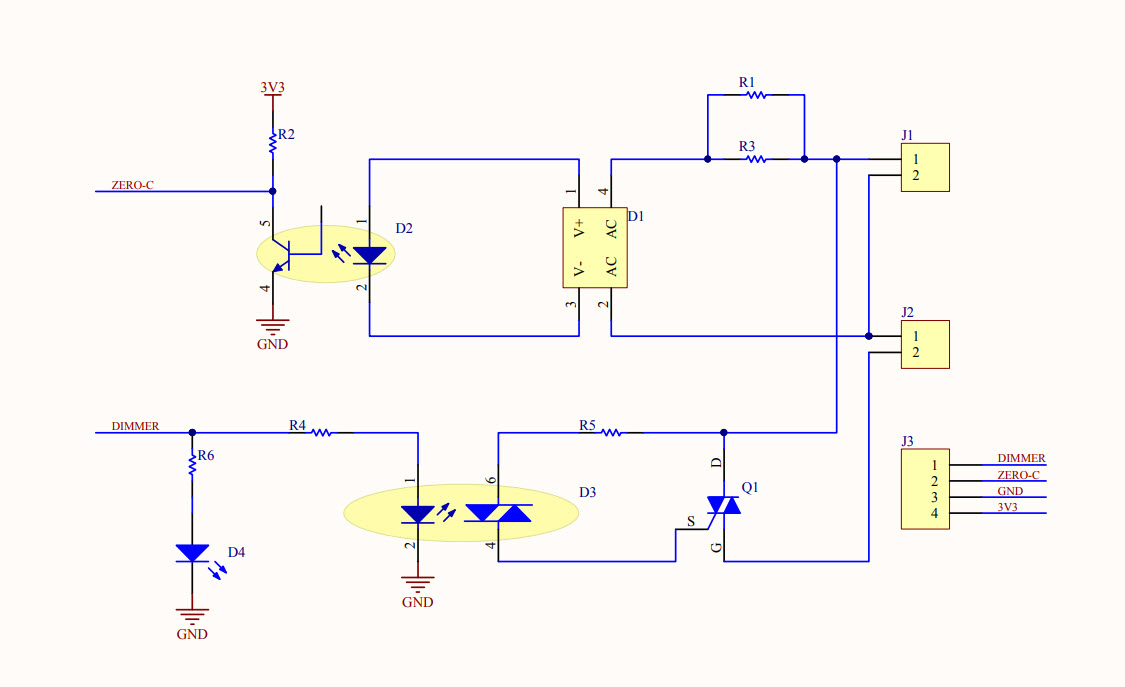 R1
3V3
R2
R3
J1
1
2
ZERO-C
1
4
5
1
D2
V+
AC
D1
V-
AC
4
2
3
2
GND
J2
1
2
DIMMER
R4
R5
R6
D
J3
1
DIMMER
2
ZERO-C
3
GND
4
3V3
1
6
D3
Q1
S
2
4
G
D4
GND
GND